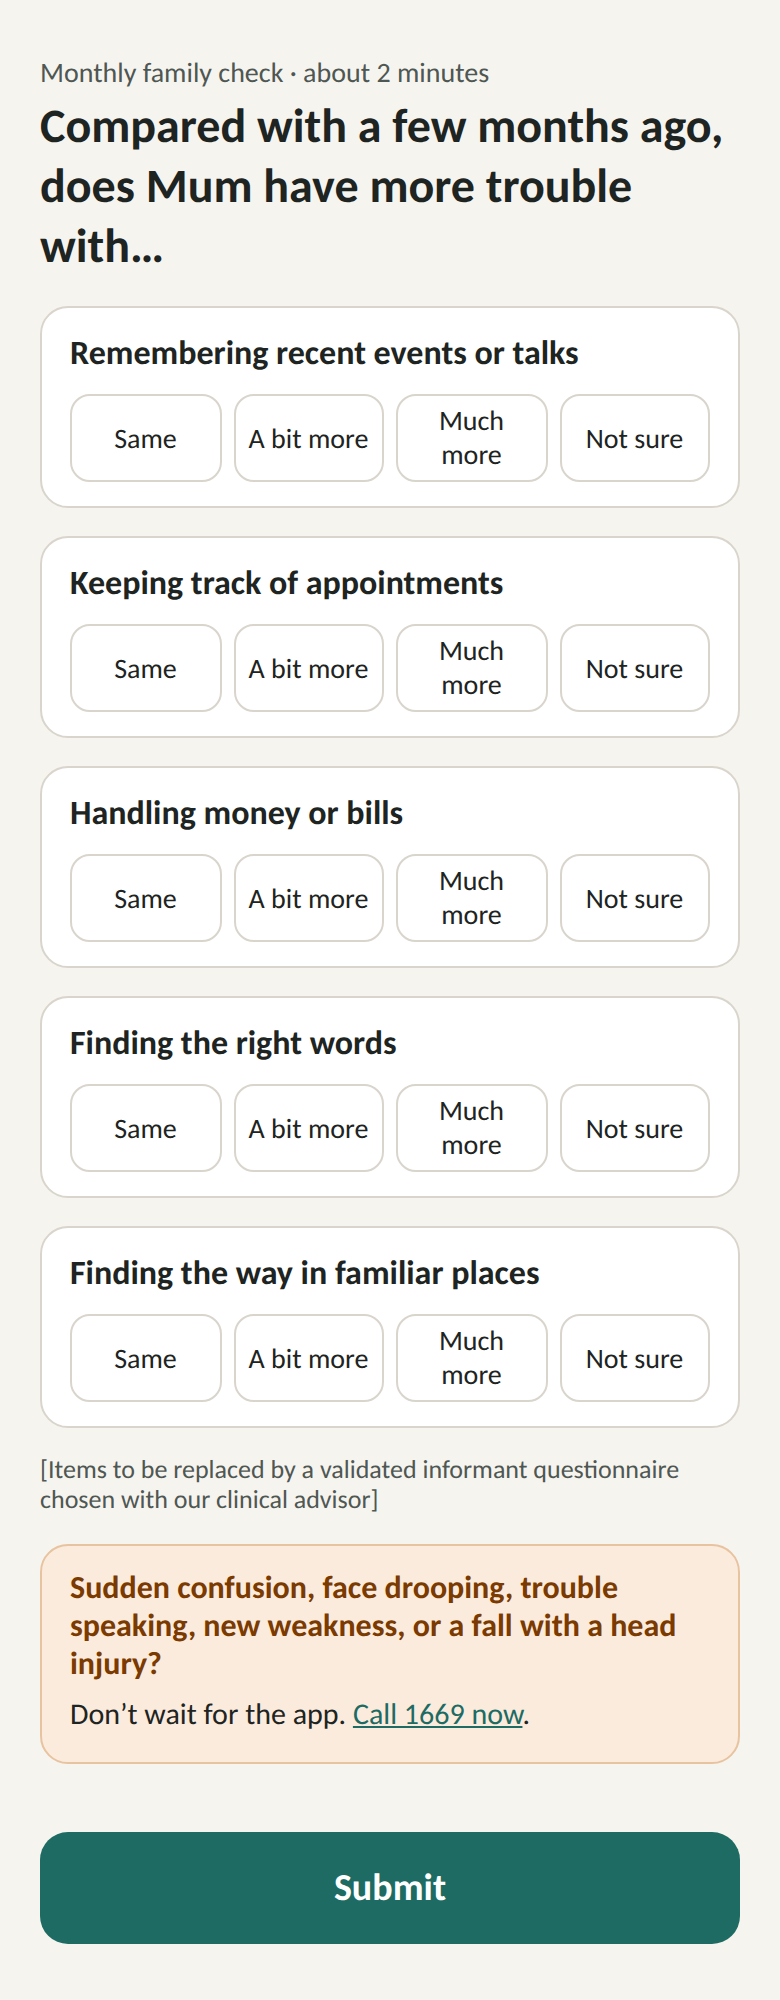 Monthly family check · about 2 minutes
Compared with a few months ago,
does Mum have more trouble
with…
Remembering recent events or talks
Same
A bit more
Much
more
Not sure
Keeping track of appointments
Same
A bit more
Much
more
Not sure
Handling money or bills
Same
A bit more
Much
more
Not sure
Finding the right words
Same
A bit more
Much
more
Not sure
Finding the way in familiar places
Same
A bit more
Much
more
Not sure
[Items to be replaced by a validated informant questionnaire
chosen with our clinical advisor]
Sudden confusion, face drooping, trouble
speaking, new weakness, or a fall with a head
injury?
Don’t wait for the app. Call 1669 now.
Submit